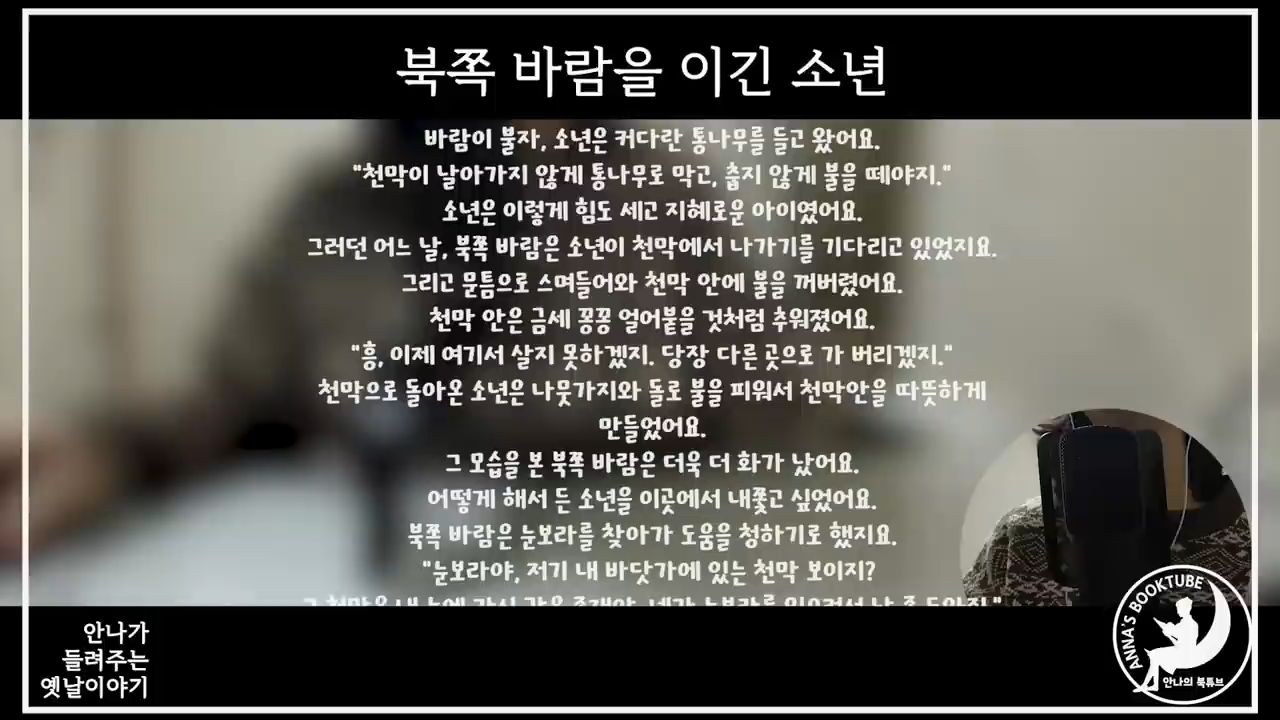 북쪽 바람을 이긴 소년
바람이 불자, 소년은 커다란 통나무를 들고 왔어요.
"천막이 날아가지 않게 통나무로 막고, 춥지 않게 불을 떼야지."
소년은 이렇게 힘도 세고 지혜로운 아이였어요.
그러던 어느 날, 북쪽 바람은 소년이 천막에서 나가기를 기다리고 있었지요.
그리고 문틈으로 스며들어와 천막 안에 불을 꺼버렸어요.
천막 안은 금세 꽁꽁 얼어붙을 것처럼 추워졌어요.
"흥, 이제 여기서 살지 못하겠지. 당장 다른 곳으로 가 버리겠지."
천막으로 돌아온 소년은 나뭇가지와 돌로 불을 피워서 천막안을 따뜻하게
만들었어요.
그 모습을 본 북쪽 바람은 더욱 더 화가 났어요.
어떻게 해서 든 소년을 이곳에서 내쫓고 싶었어요.
북쪽 바람은 눈보라를 찾아가 도움을 청하기로 했지요.
"눈보라야, 저기 내 바닷가에 있는 천막 보이지?
안나가
들려주는
옛날이야기
ANNA'S BOOKTUBE
안나의 북튜브